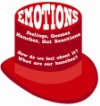 EMOTIONS
Feelings, Guesses
Hunches, Gut Reactions
How do we feel about it?
What are our hunches?